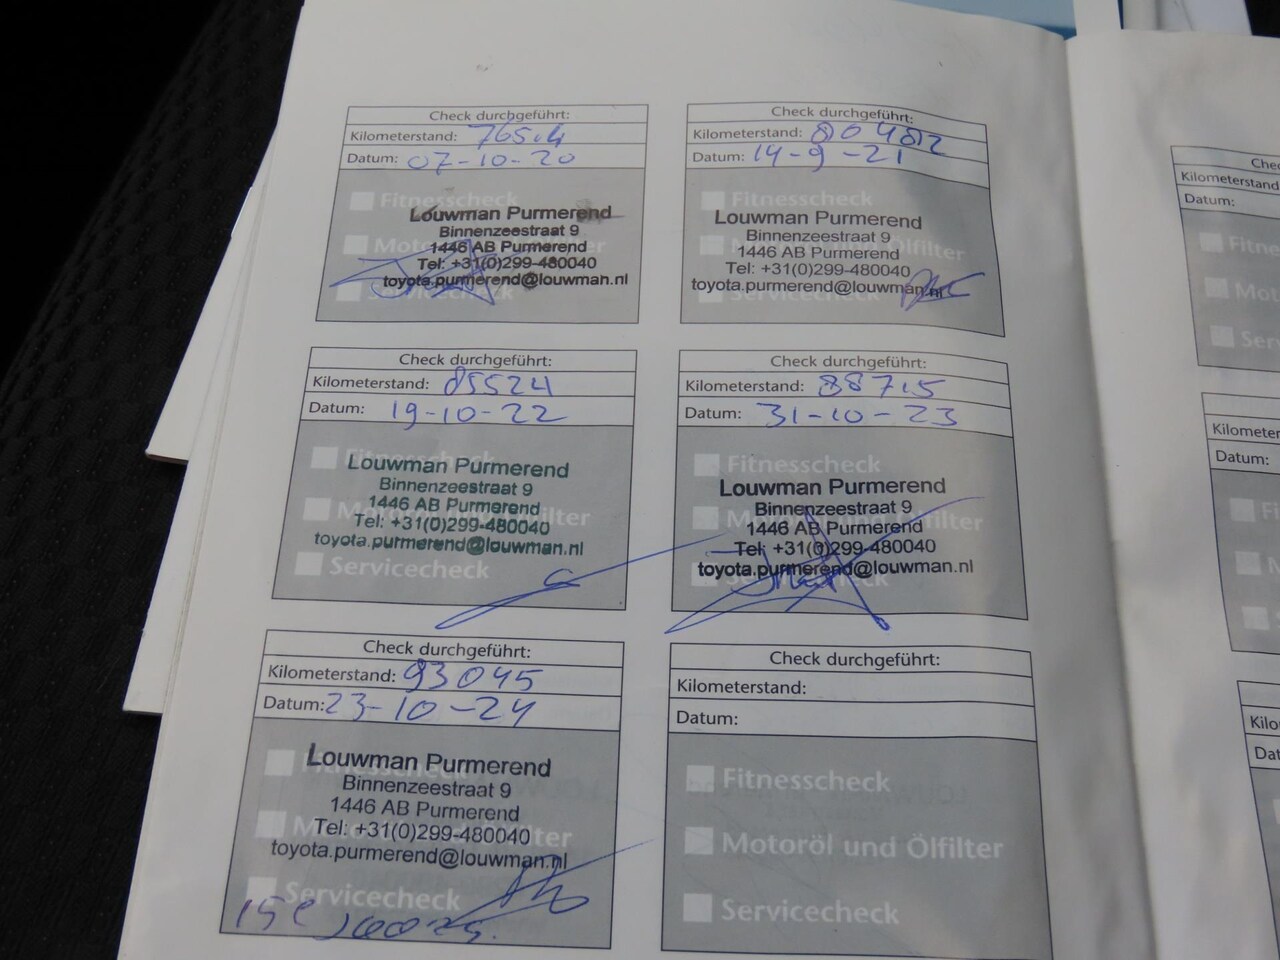 Check durchgeführt:
Kilometerstand:
Datum: 07-10-20
Fitnesscheck
Louwman Purmerend
Binnenzeestraat 9
1446 AB Purmerend
Tel: +31(0)299-480040
toyota.purmerend@louwman.nl
Servicecheck
Check durchgeführt:
Kilometerstand: 80482
Datum: 14-9-21
Fitnesscheck
Louwman Purmerend
Binnenzeestraat 9
1446 AB Purmerend
Tel: +31(0)299-480040
toyota.purmerend@louwman.nl
Servicecheck
Check durchgeführt:
Kilometerstand: 85524
Datum: 19-10-22
Fitnesscheck
Louwman Purmerend
Binnenzeestraat 9
1446 AB Purmerend
Tel: +31(0)299-480040
toyota.purmerend@louwman.nl
Servicecheck
Check durchgeführt:
Kilometerstand: 88715
Datum: 31-10-23
Fitnesscheck
Louwman Purmerend
Binnenzeestraat 9
1446 AB Purmerend
Tel: +31(0)299-480040
toyota.purmerend@louwman.nl
Check durchgeführt:
Kilometerstand: 93045
Datum: 23-10-24
Louwman Purmerend
Binnenzeestraat 9
1446 AB Purmerend
Tel: +31(0)299-480040
toyota.purmerend@louwman.nl
Servicecheck
Check durchgeführt:
Kilometerstand:
Datum:
Fitnesscheck
Motoröl und Ölfilter
Servicecheck
Kilometerstand
Datum:
Kilometer
Datum: